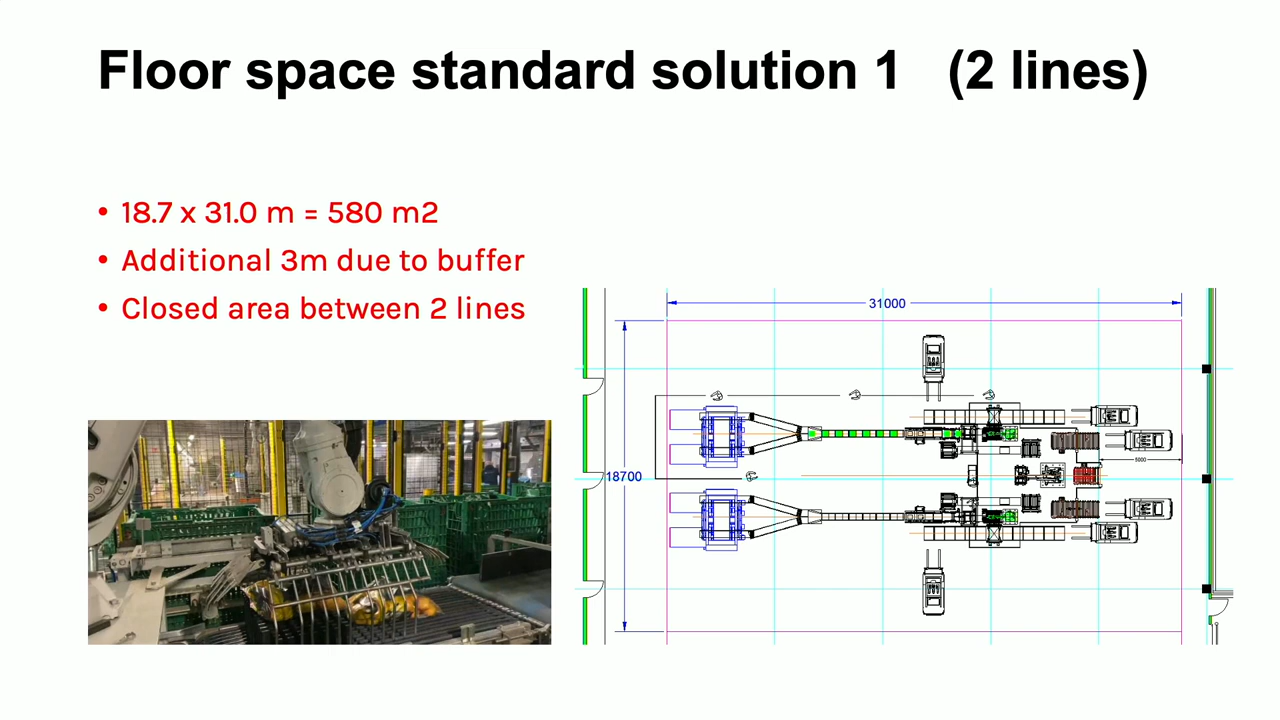 Floor space standard solution 1 (2 lines)
• 18.7 x 31.0 m = 580 m2
• Additional 3m due to buffer
• Closed area between 2 lines
31000
18700
5000